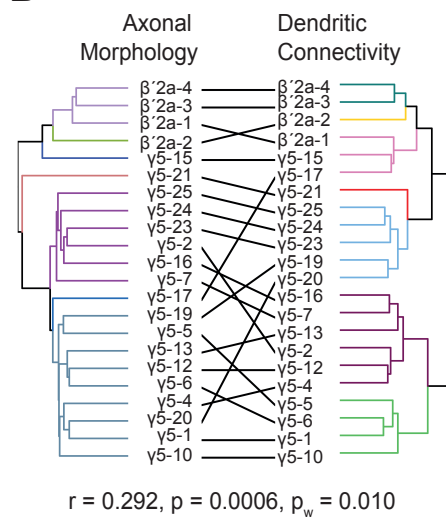 Axonal Morphology
Dendritic Connectivity
β´2a-4 β´2a-4
β´2a-3 β´2a-3
β´2a-1 β´2a-2
β´2a-2 β´2a-1
γ5-15 γ5-15
γ5-21 γ5-17
γ5-25 γ5-21
γ5-24 γ5-25
γ5-23 γ5-24
γ5-2 γ5-23
γ5-16 γ5-19
γ5-7 γ5-20
γ5-17 γ5-16
γ5-19 γ5-7
γ5-5 γ5-13
γ5-13 γ5-2
γ5-12 γ5-12
γ5-6 γ5-4
γ5-4 γ5-5
γ5-20 γ5-6
γ5-1 γ5-1
γ5-10 γ5-10
r = 0.292, p = 0.0006, pw = 0.010